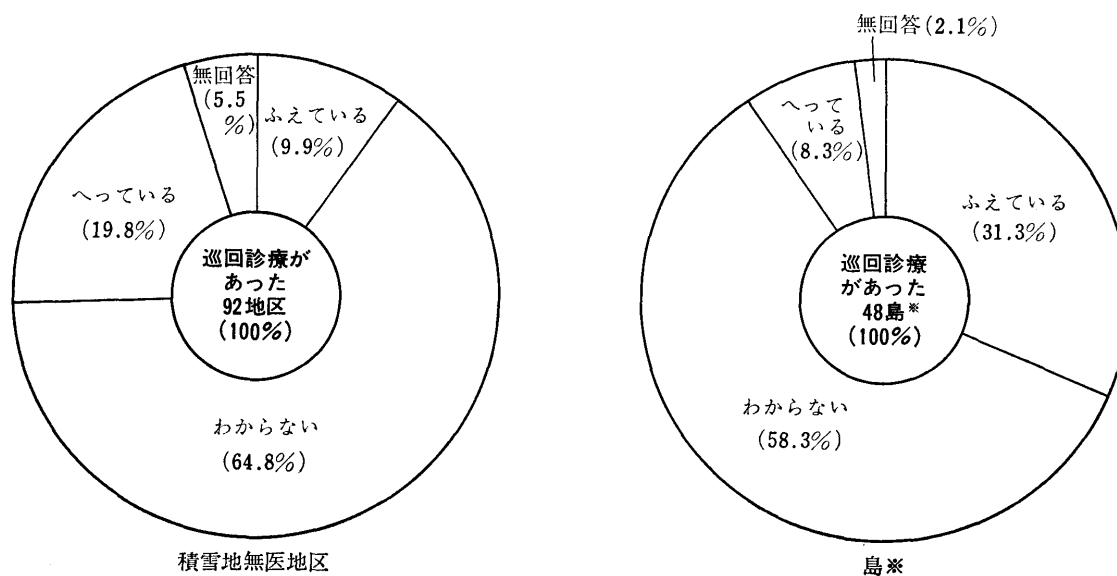 無回答
(5.5
%)
ふえている
(9.9%)
へっている
(19.8%)
巡回診療が
あった
92地区
(100%)
わからない
(64.8%)
積雪地無医地区
無回答(2.1%)
へって
いる
(8.3%)
ふえている
(31.3%)
巡回診療
があった
48島※
(100%)
わからない
(58.3%)
島※